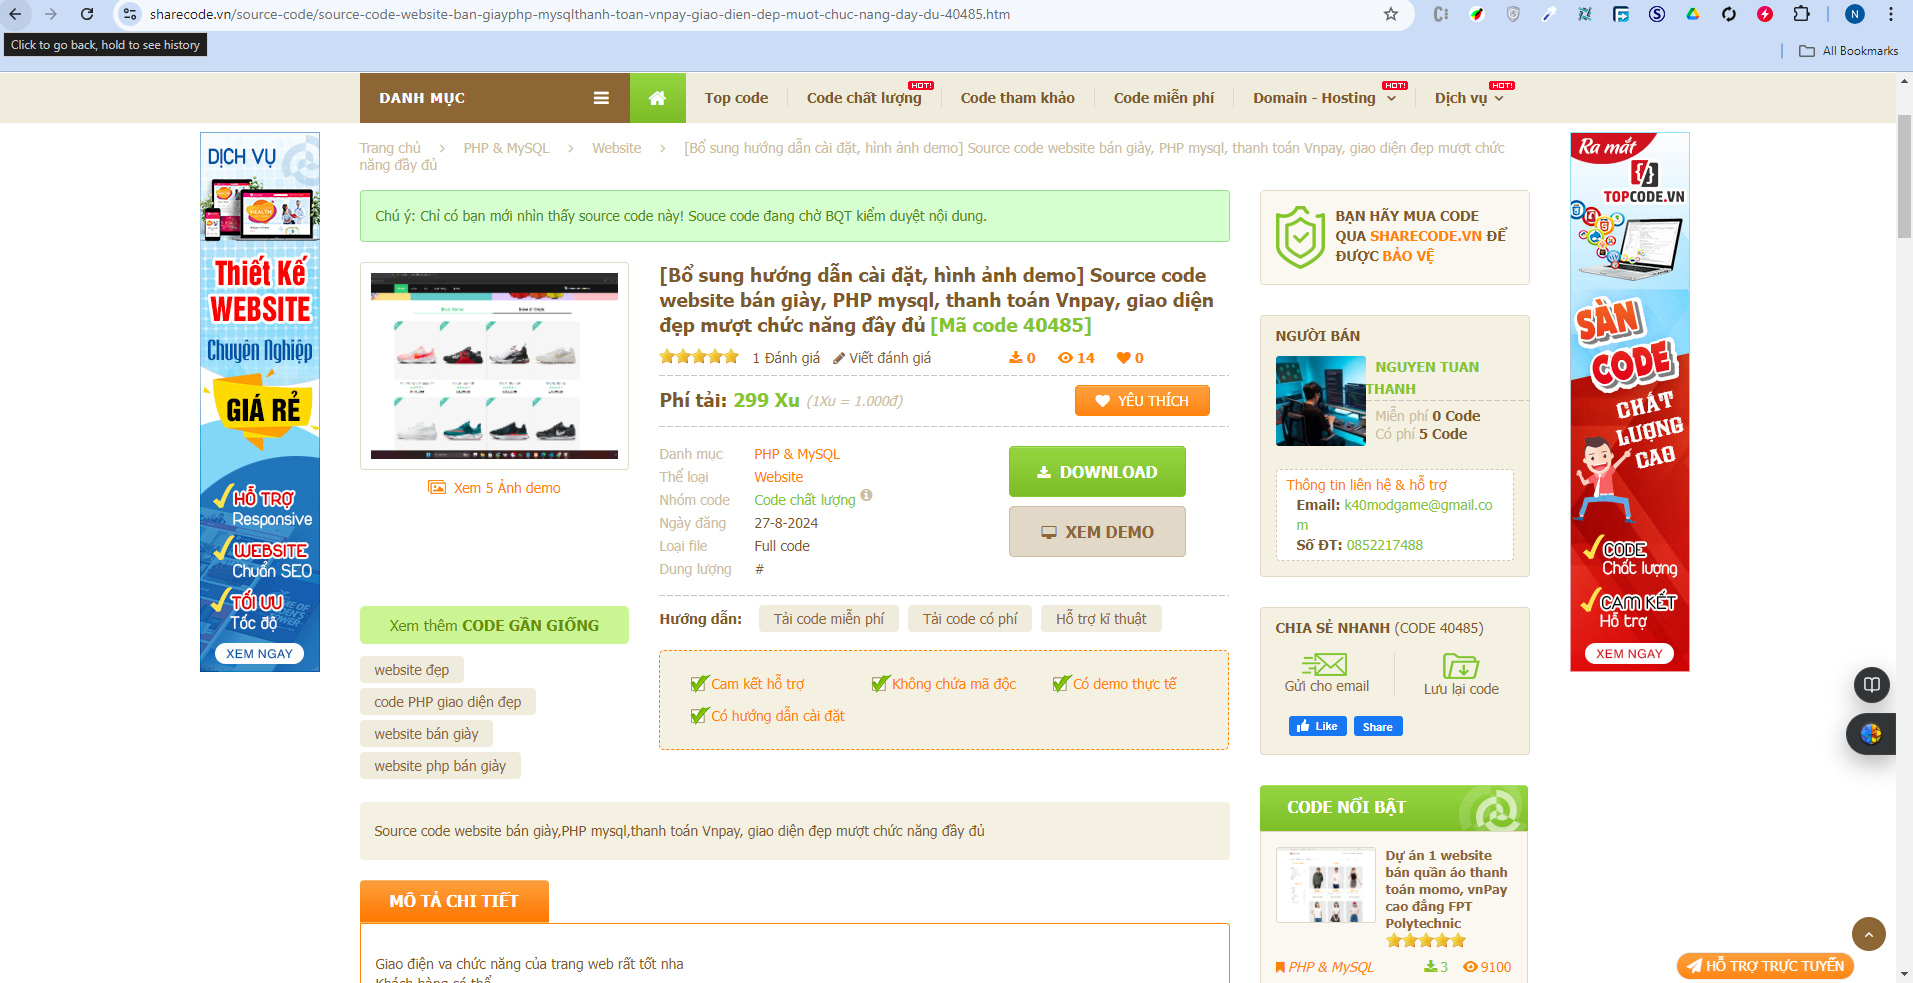 sharecode.vn/source-code/source-code-website-ban-giayphp-mysqlthanh-toan-vnpay-giao-dien-dep-muot-chuc-nang-day-du-40485.htm
N
Click to go back, hold to see history
All Bookmarks
DANH MỤC
Top code
Code chất lượng
HOT!
Code tham khảo
Code miễn phí
Domain - Hosting
HOT!
Dịch vụ
HOT!
Trang chủ > PHP & MySQL > Website > [Bổ sung hướng dẫn cài đặt, hình ảnh demo] Source code website bán giày, PHP mysql, thanh toán Vnpay, giao diện đẹp mượt chức
năng đầy đủ
DỊCH VỤ
HEALTH
Thiết Kế
WEBSITE
Chuyên Nghiệp
GIÁ RẺ
HỖ TRỢ
Responsive
WEBSITE
Chuẩn SEO
TỐI ƯU
Tốc độ
XEM NGAY
Chú ý: Chỉ có bạn mới nhìn thấy source code này! Souce code đang chờ BQT kiểm duyệt nội dung.
Xem 5 Ảnh demo
[Bổ sung hướng dẫn cài đặt, hình ảnh demo] Source code
website bán giày, PHP mysql, thanh toán Vnpay, giao diện
đẹp mượt chức năng đầy đủ [Mã code 40485]
1 Đánh giá
Viết đánh giá
0
14
0
Phí tải: 299 Xu (1Xu = 1.000đ)
YÊU THÍCH
Danh mục PHP & MySQL
Thể loại Website
Nhóm code Code chất lượng
Ngày đăng 27-8-2024
Loại file Full code
Dung lượng #
DOWNLOAD
XEM DEMO
Hướng dẫn:
Tải code miễn phí
Tải code có phí
Hỗ trợ kĩ thuật
Cam kết hỗ trợ
Không chứa mã độc
Có demo thực tế
Có hướng dẫn cài đặt
Xem thêm CODE GẦN GIỐNG
website đẹp
code PHP giao diện đẹp
website bán giày
website php bán giày
Source code website bán giày,PHP mysql,thanh toán Vnpay, giao diện đẹp mượt chức năng đầy đủ
MÔ TẢ CHI TIẾT
Giao điện va chức năng của trang web rất tốt nha
Khách hàng có thể
BẠN HÃY MUA CODE
QUA SHARECODE.VN ĐỂ
ĐƯỢC BẢO VỆ
NGƯỜI BÁN
NGUYEN TUAN
THANH
Miễn phí 0 Code
Có phí 5 Code
Thông tin liên hệ & hỗ trợ
Email: k40modgame@gmail.co
m
Số ĐT: 0852217488
CHIA SẺ NHANH (CODE 40485)
Gửi cho email
Lưu lại code
Like
Share
CODE NỔI BẬT
Dự án 1 website
bán quần áo thanh
toán momo, vnPay
cao đẳng FPT
Polytechnic
PHP & MySQL
3
9100
Ra mắt
TOPCODE.VN
SÀN
CODE
CHẤT
LƯỢNG
CAO
CODE
Chất lượng
CAM KẾT
Hỗ trợ
XEM NGAY
HỖ TRỢ TRỰC TUYẾN